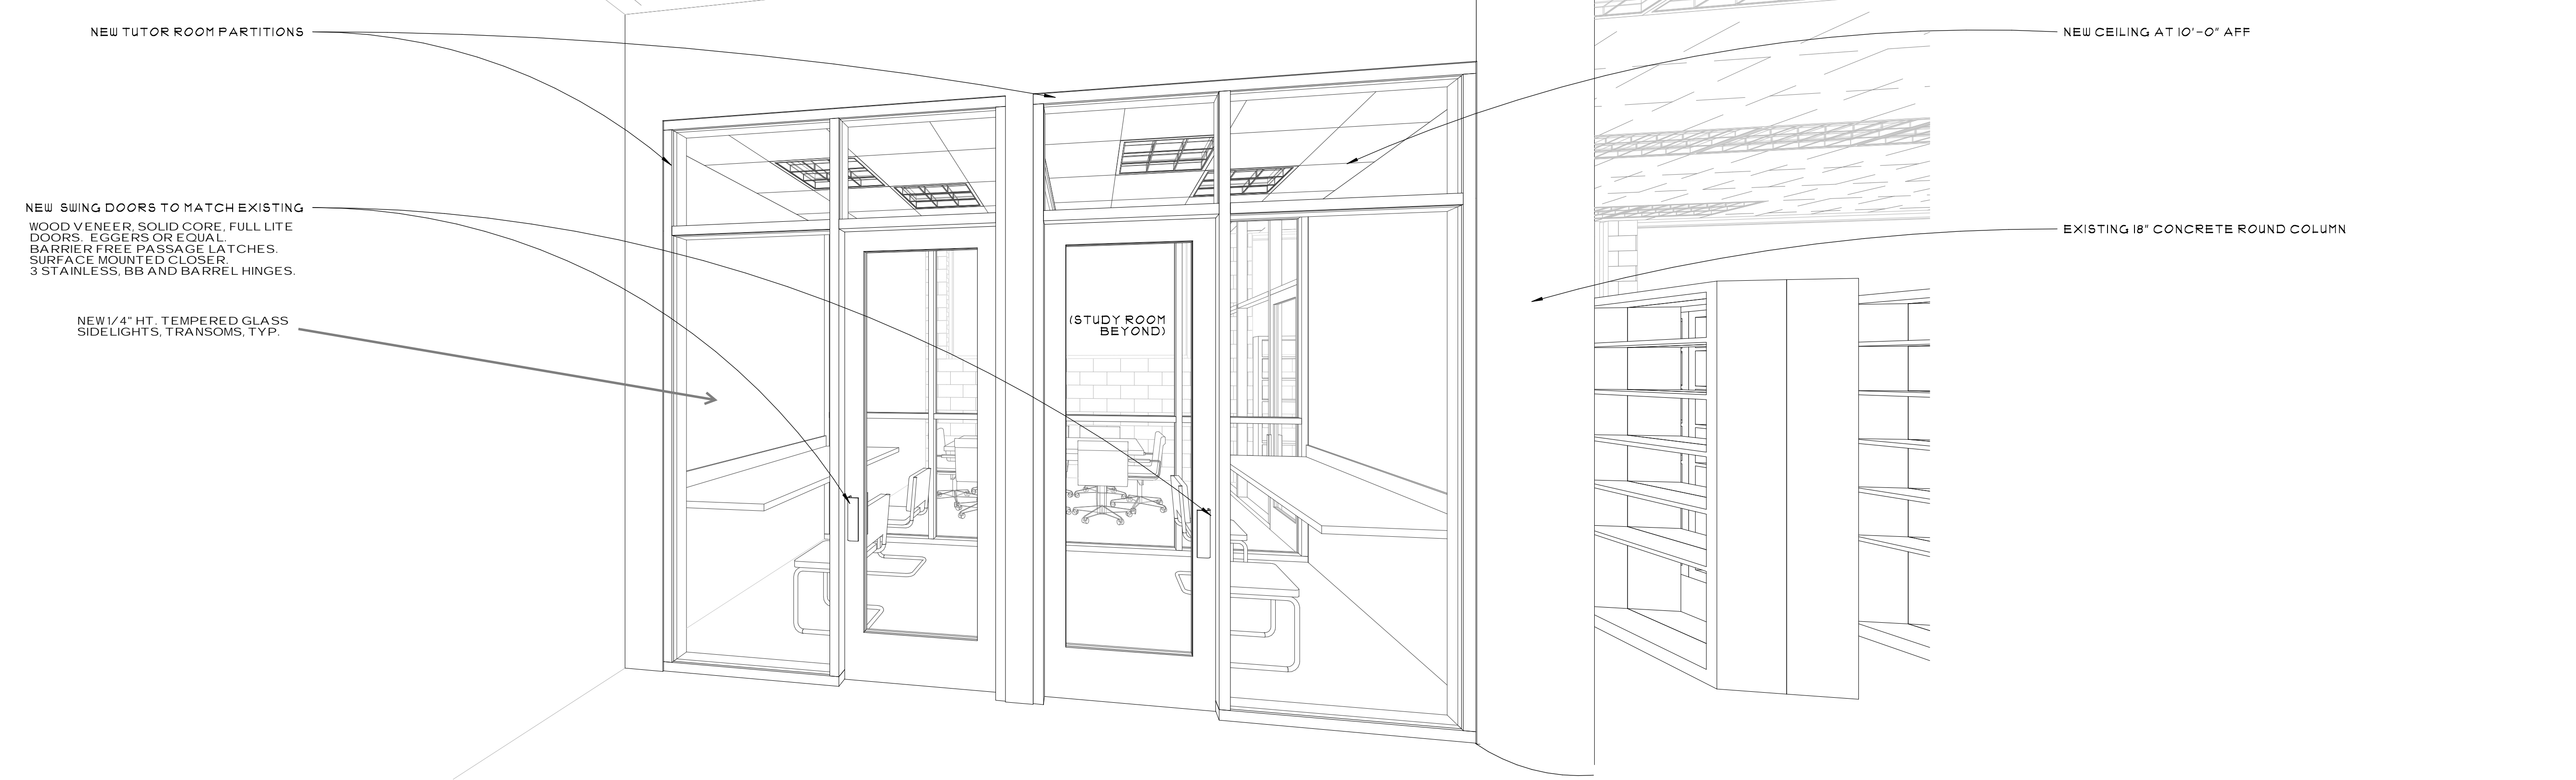 NEW TUTOR ROOM PARTITIONS
NEW CEILING AT 10'-0" AFF
NEW SWING DOORS TO MATCH EXISTING
WOOD VENEER, SOLID CORE, FULL LITE
DOORS. EGGERS OR EQUAL.
BARRIER FREE PASSAGE LATCHES.
SURFACE MOUNTED CLOSER.
3 STAINLESS, BB AND BARREL HINGES.
EXISTING 18" CONCRETE ROUND COLUMN
NEW 1/4" HT. TEMPERED GLASS
SIDELIGHTS, TRANSOMS, TYP.
(STUDY ROOM
BEYOND)